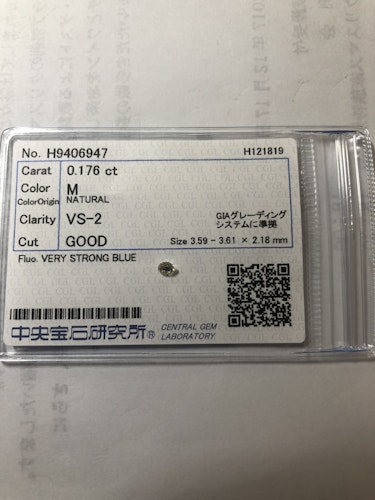 No. H9406947 H121819
Carat 0.176 ct
Color M
ColorOrigin NATURAL
Clarity VS-2
GIAグレーディング
システムに準拠
Cut GOOD Size 3.59 - 3.61 × 2.18 mm
Fluo. VERY STRONG BLUE
中央宝石研究所® CENTRAL GEM
LABORATORY